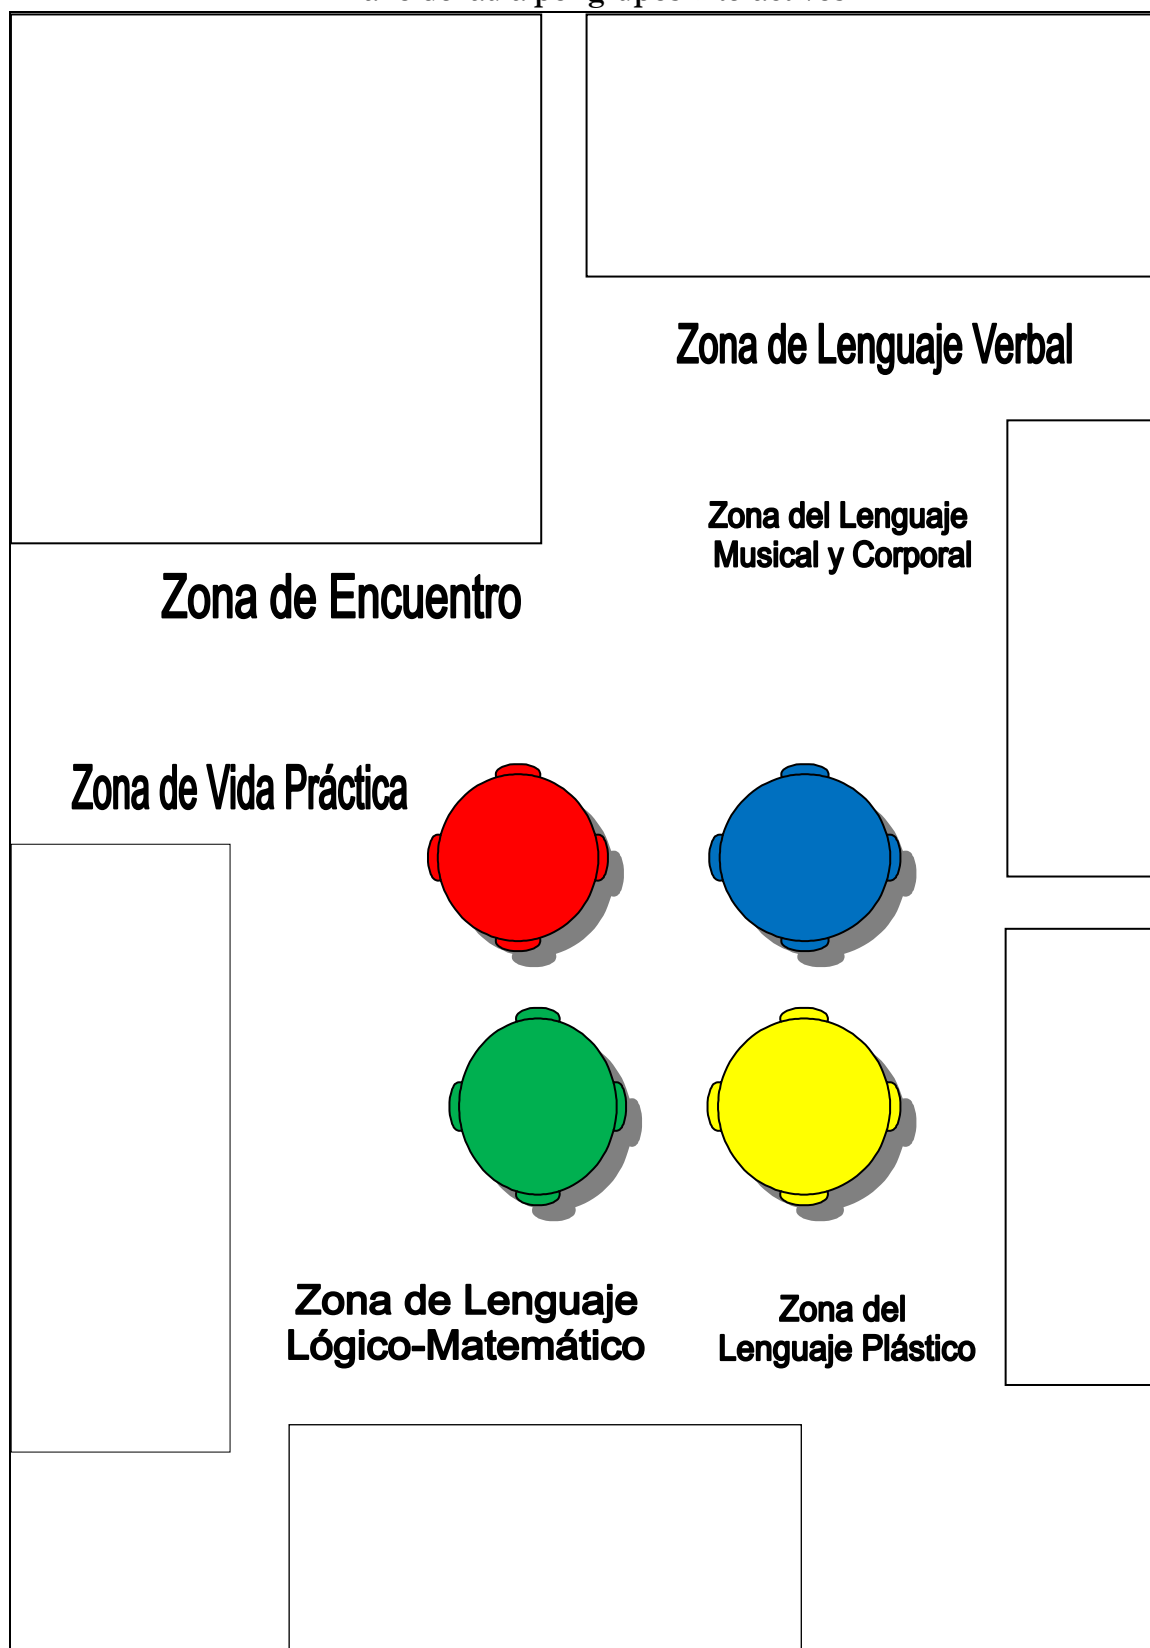 Zona de Lenguaje Verbal
Zona del Lenguaje
Musical y Corporal
Zona de Encuentro
Zona de Vida Práctica
Zona de Lenguaje
Lógico-Matemático
Zona del
Lenguaje Plástico